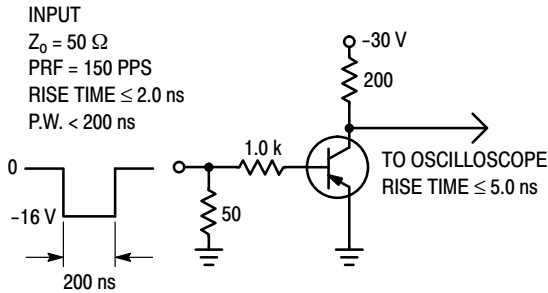 INPUT
Zo = 50 Ω
PRF = 150 PPS
RISE TIME ≤ 2.0 ns
P.W. < 200 ns
0
-16 V
200 ns
50
1.0 k
-30 V
200
TO OSCILLOSCOPE
RISE TIME ≤ 5.0 ns